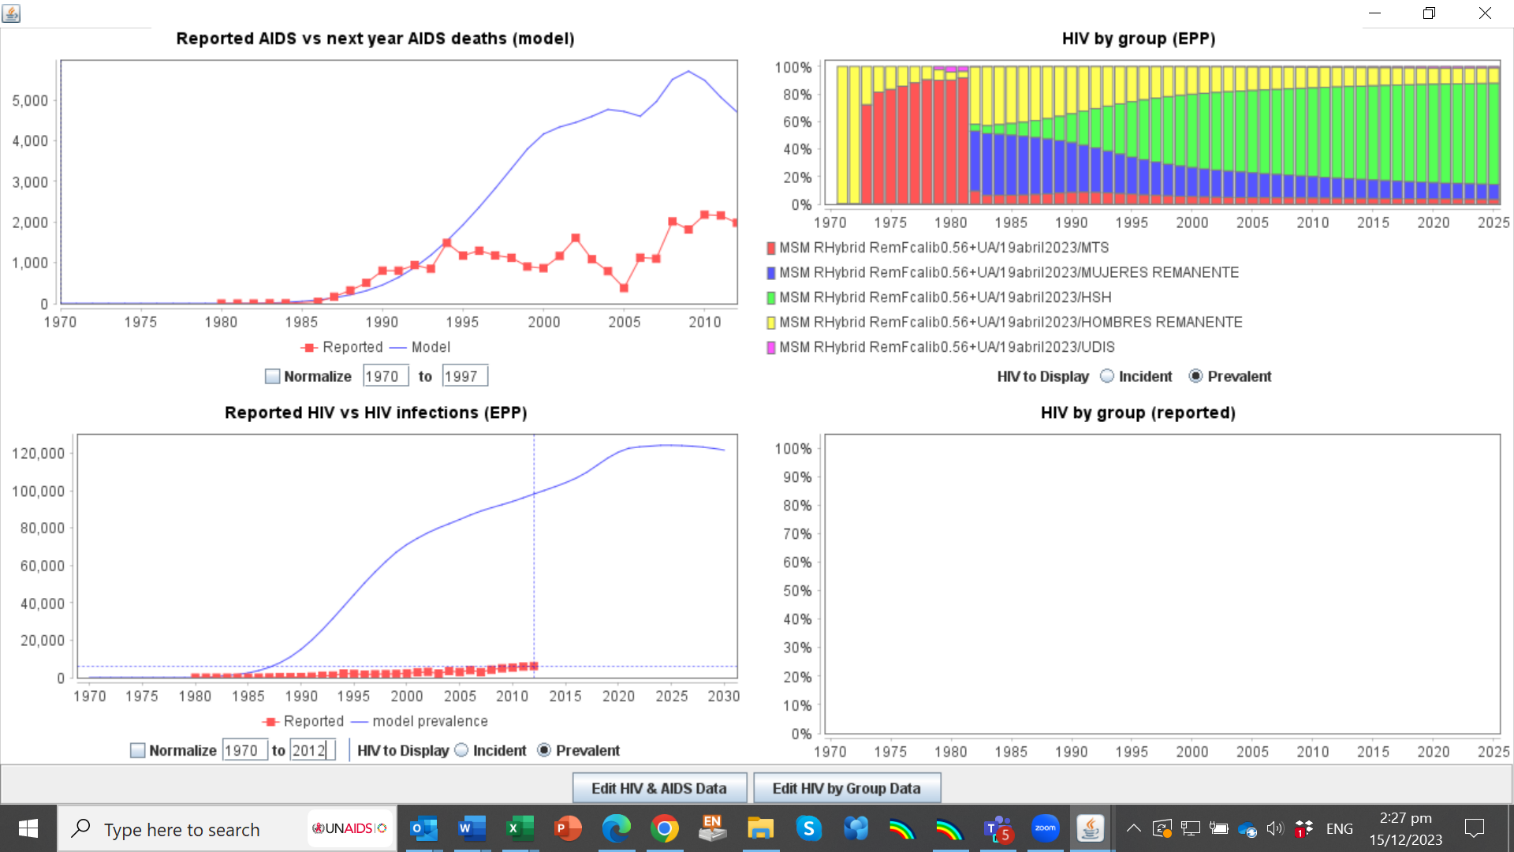 Reported AIDS vs next year AIDS deaths (model)
5,000
4,000
3,000
2,000
1,000
0
1970 1975 1980 1985 1990 1995 2000 2005 2010
Reported Model
Normalize 1970 to 1997
HIV by group (EPP)
100%
80%
60%
40%
20%
0%
1970 1975 1980 1985 1990 1995 2000 2005 2010 2015 2020 2025
MSM RHybrid RemFcalib0.56+UA/19abril2023/MTS
MSM RHybrid RemFcalib0.56+UA/19abril2023/MUJERES REMANENTE
MSM RHybrid RemFcalib0.56+UA/19abril2023/HSH
MSM RHybrid RemFcalib0.56+UA/19abril2023/HOMBRES REMANENTE
MSM RHybrid RemFcalib0.56+UA/19abril2023/UDIS
HIV to Display Incident Prevalent
Reported HIV vs HIV infections (EPP)
120,000
100,000
80,000
60,000
40,000
20,000
0
1970 1975 1980 1985 1990 1995 2000 2005 2010 2015 2020 2025 2030
Reported model prevalence
Normalize 1970 to 2012 HIV to Display Incident Prevalent
HIV by group (reported)
100%
90%
80%
70%
60%
50%
40%
30%
20%
10%
0%
1970 1975 1980 1985 1990 1995 2000 2005 2010 2015 2020 2025
Edit HIV & AIDS Data Edit HIV by Group Data
Type here to search UNAIDS EN 5 zoom 1 ENG 2:27 pm
15/12/2023